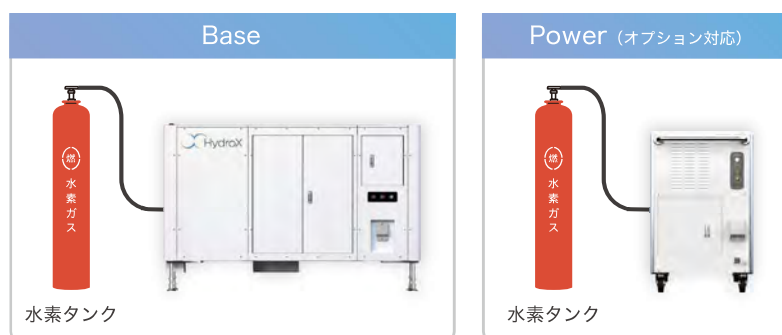 Base
燃
水素ガス
HydroX
水素タンク
Power（オプション対応）
燃
水素ガス
水素タンク